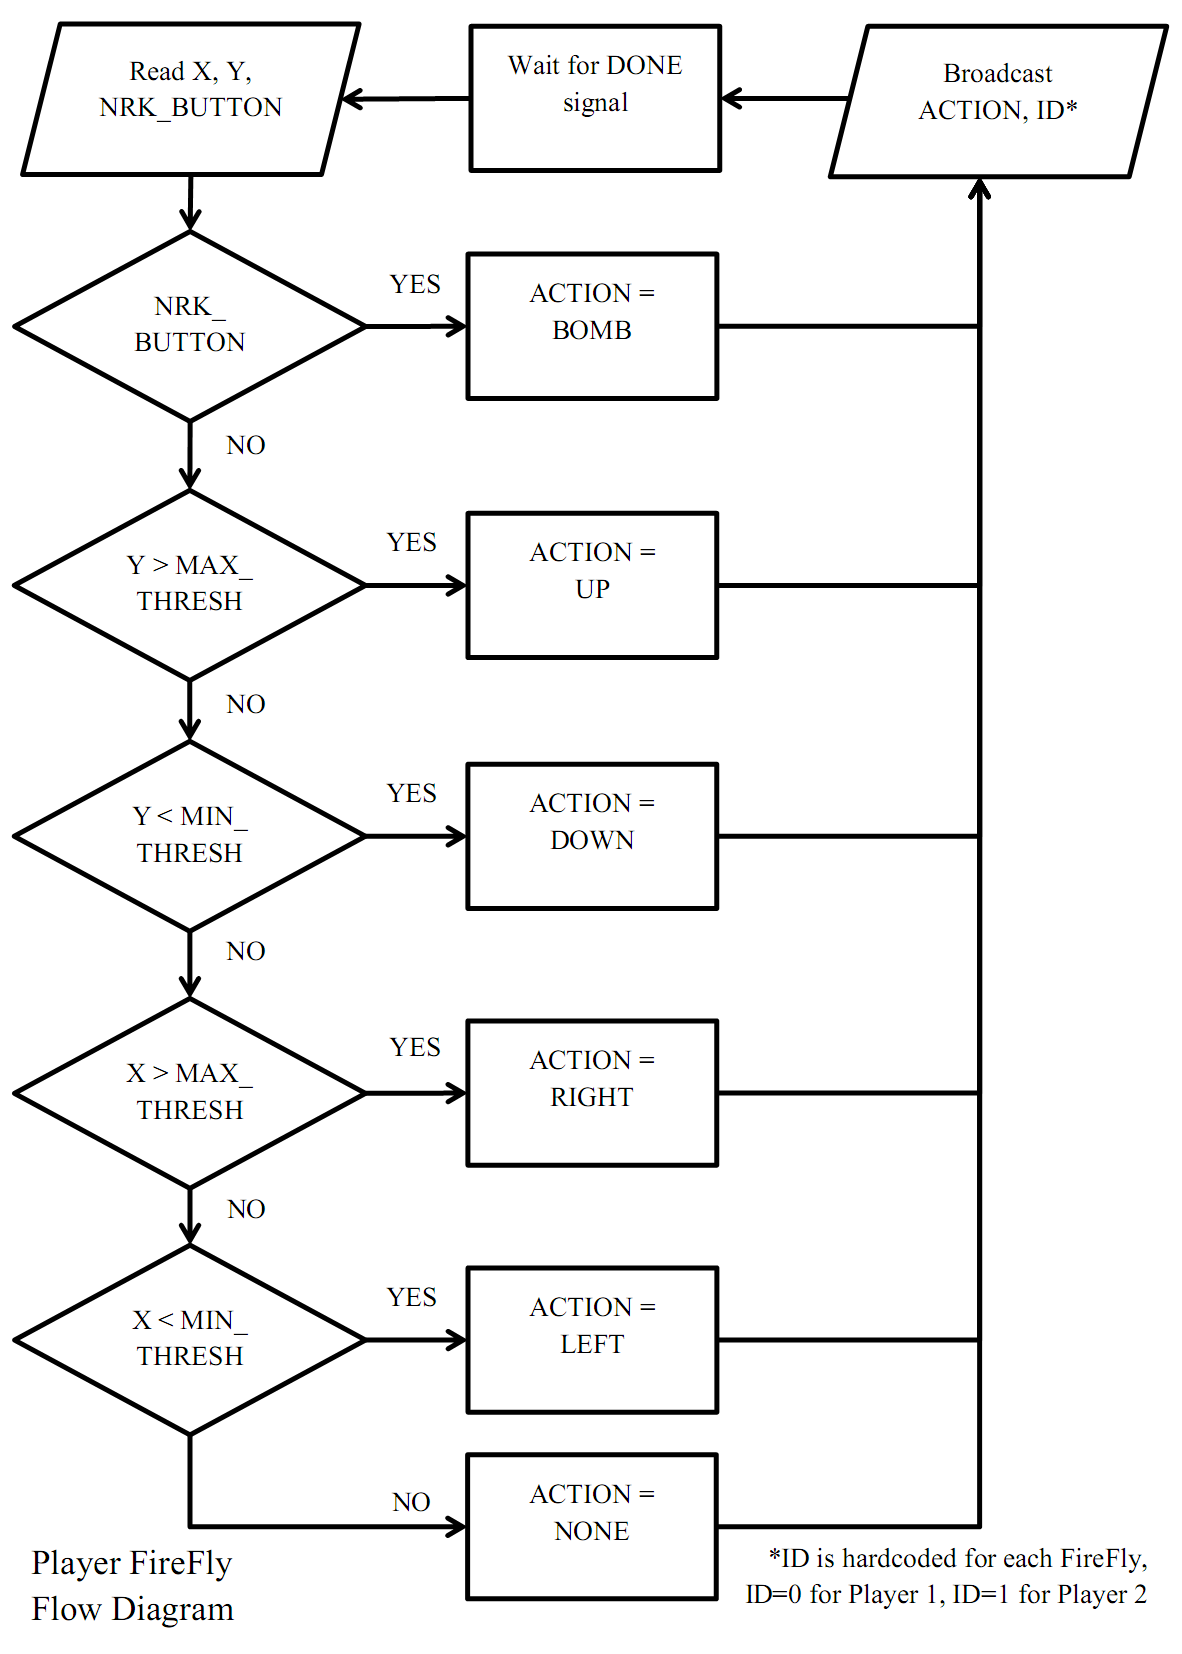 Read X, Y,
NRK_BUTTON
Wait for DONE
signal
Broadcast
ACTION, ID*
NRK_
BUTTON
YES
ACTION =
BOMB
NO
Y > MAX_
THRESH
YES
ACTION =
UP
NO
Y < MIN_
THRESH
YES
ACTION =
DOWN
NO
X > MAX_
THRESH
YES
ACTION =
RIGHT
NO
X < MIN_
THRESH
YES
ACTION =
LEFT
NO
ACTION =
NONE
Player FireFly
Flow Diagram
*ID is hardcoded for each FireFly,
ID=0 for Player 1, ID=1 for Player 2